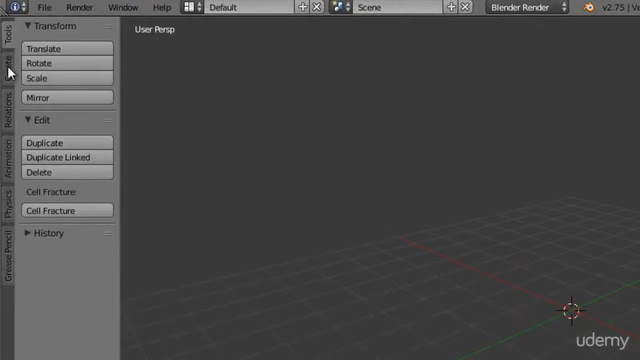 File Render Window Help Default Scene Blender Render v2.75
Tools
Transform
User Persp
Translate
Rotate
Scale
Mirror
Relations
Edit
Animation
Duplicate
Duplicate Linked
Delete
Physics
Cell Fracture:
Cell Fracture
Grease Pencil
History
udemy